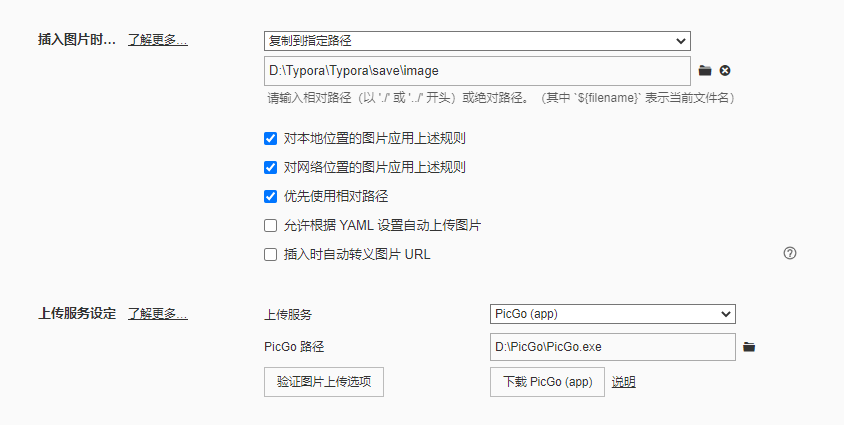 插入图片时... 了解更多... 复制到指定路径
D:\Typora\Typora\save\image
请输入相对路径（以 './' 或 '../' 开头）或绝对路径。（其中 `${filename}` 表示当前文件名）
对本地位置的图片应用上述规则
对网络位置的图片应用上述规则
优先使用相对路径
允许根据 YAML 设置自动上传图片
插入时自动转义图片 URL
上传服务设定 了解更多... 上传服务 PicGo (app)
PicGo 路径 D:\PicGo\PicGo.exe
验证图片上传选项 下载 PicGo (app) 说明